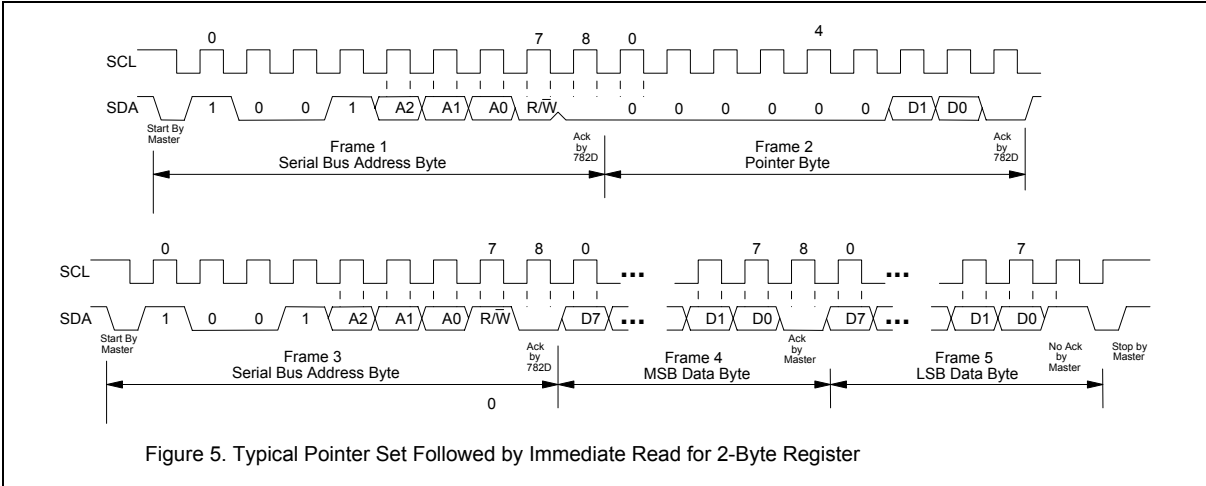 0 7 8 0 4
SCL
SDA 1 0 0 1 A2 A1 A0 R/W̅ 0 0 0 0 0 0 D1 D0
Start By
Master
Ack
by
782D
Ack
by
782D
Frame 1
Serial Bus Address Byte
Frame 2
Pointer Byte
0 7 8 0 7 8 0 7
SCL ... ...
SDA 1 0 0 1 A2 A1 A0 R/W̅ D7 ... D1 D0 D7 ... D1 D0
Start By
Master
Ack
by
782D
Ack
by
Master
No Ack
by
Master
Stop by
Master
Frame 3
Serial Bus Address Byte
Frame 4
MSB Data Byte
Frame 5
LSB Data Byte
0
Figure 5. Typical Pointer Set Followed by Immediate Read for 2-Byte Register